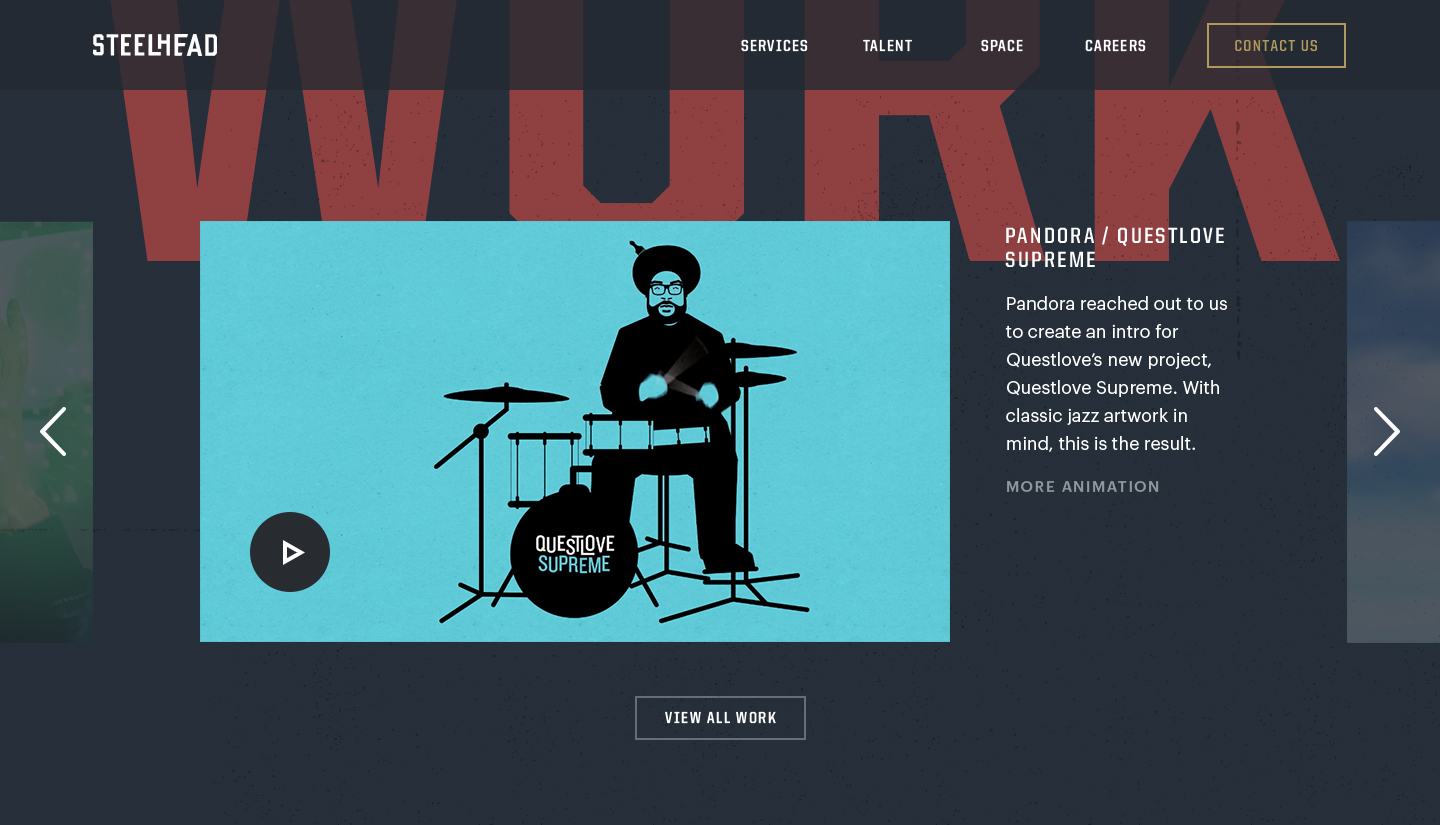 WORK
STEELHEAD
SERVICES
TALENT
SPACE
CAREERS
CONTACT US
PANDORA / QUESTLOVE
SUPREME
Pandora reached out to us
to create an intro for
Questlove’s new project,
Questlove Supreme. With
classic jazz artwork in
mind, this is the result.
MORE ANIMATION
QUESTLOVE
SUPREME
VIEW ALL WORK